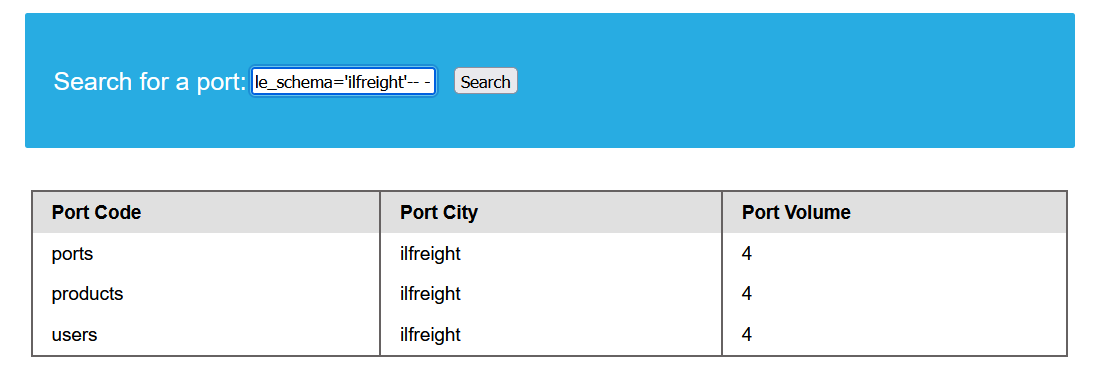 Search for a port: le_schema='ilfreight'-- - Search
Port Code Port City Port Volume
ports ilfreight 4
products ilfreight 4
users ilfreight 4